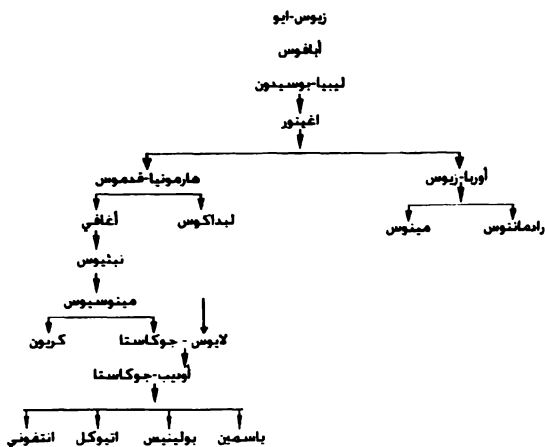 زيوس-ايو
أبافوس
ليبيا-بوسيدون
اغينور
هارمونيا-قدموس
أوربا-زيوس
أغافي
لبداكوس
مينوس
رادمانتوس
نبثيوس
مينوسيوس
كريون
لايوس - جوكاستا
أوديب-جوكاستا
ياسمين
بولينيس
اتيوكل
انتغوني